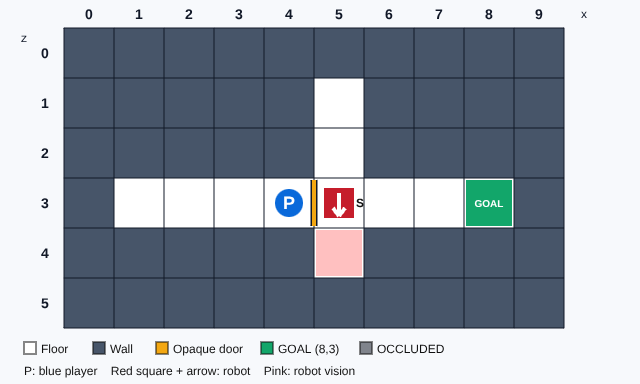 0 1 2 3 4 5 6 7 8 9 x
z
0
1
2
3 P S GOAL
4
5
Floor Wall Opaque door GOAL (8,3) OCCLUDED
P: blue player Red square + arrow: robot Pink: robot vision